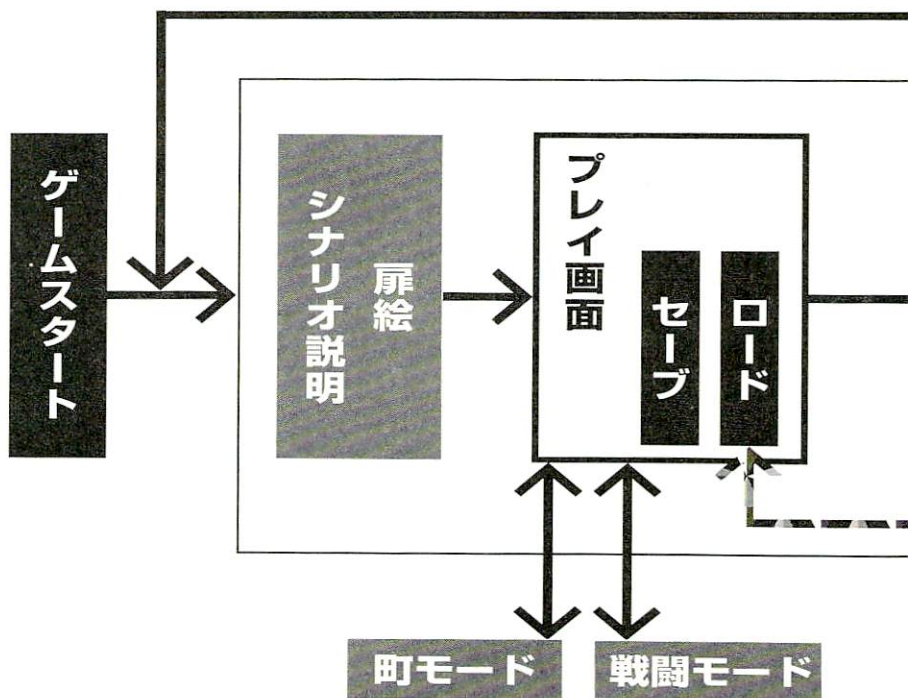 ゲームスタート
扉絵
シナリオ説明
プレイ画面
セーブ
ロード
町モード
戦闘モード